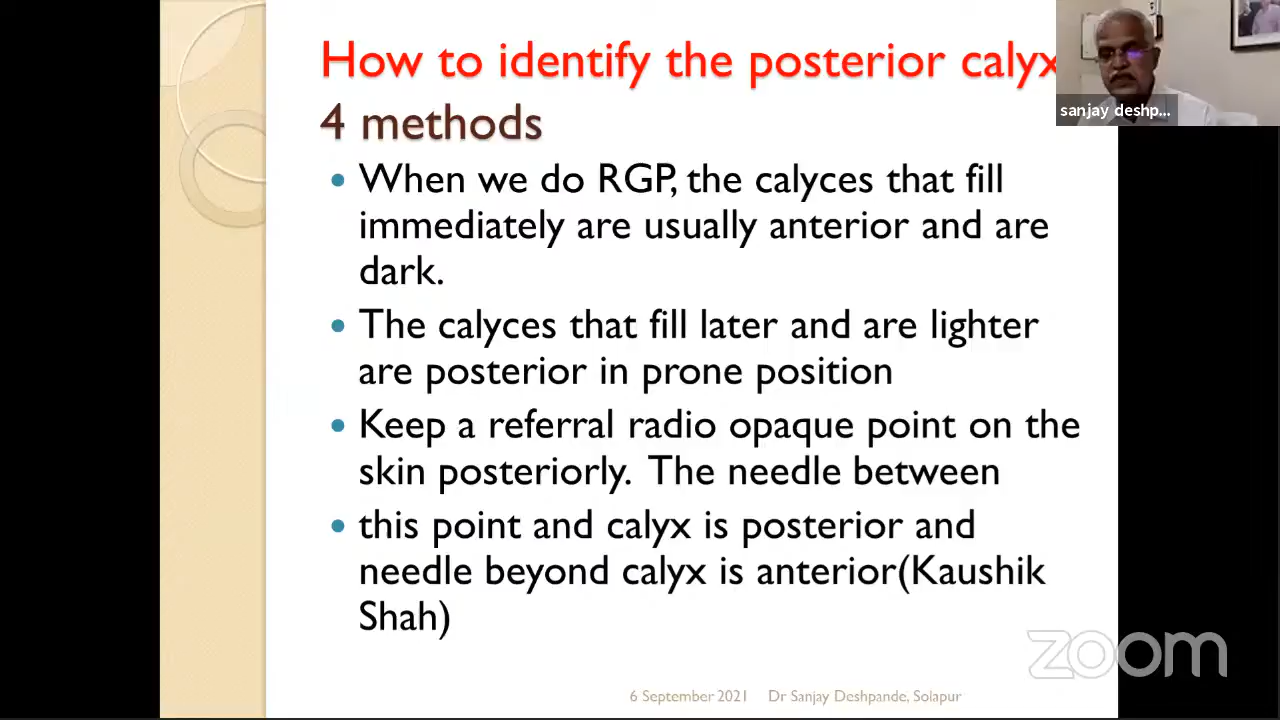 How to identify the posterior calyx
4 methods
When we do RGP, the calyces that fill
immediately are usually anterior and are
dark.
The calyces that fill later and are lighter
are posterior in prone position
Keep a referral radio opaque point on the
skin posteriorly. The needle between
this point and calyx is posterior and
needle beyond calyx is anterior(Kaushik
Shah)
6 September 2021 Dr Sanjay Deshpande, Solapur
sanjay deshp...
zoom